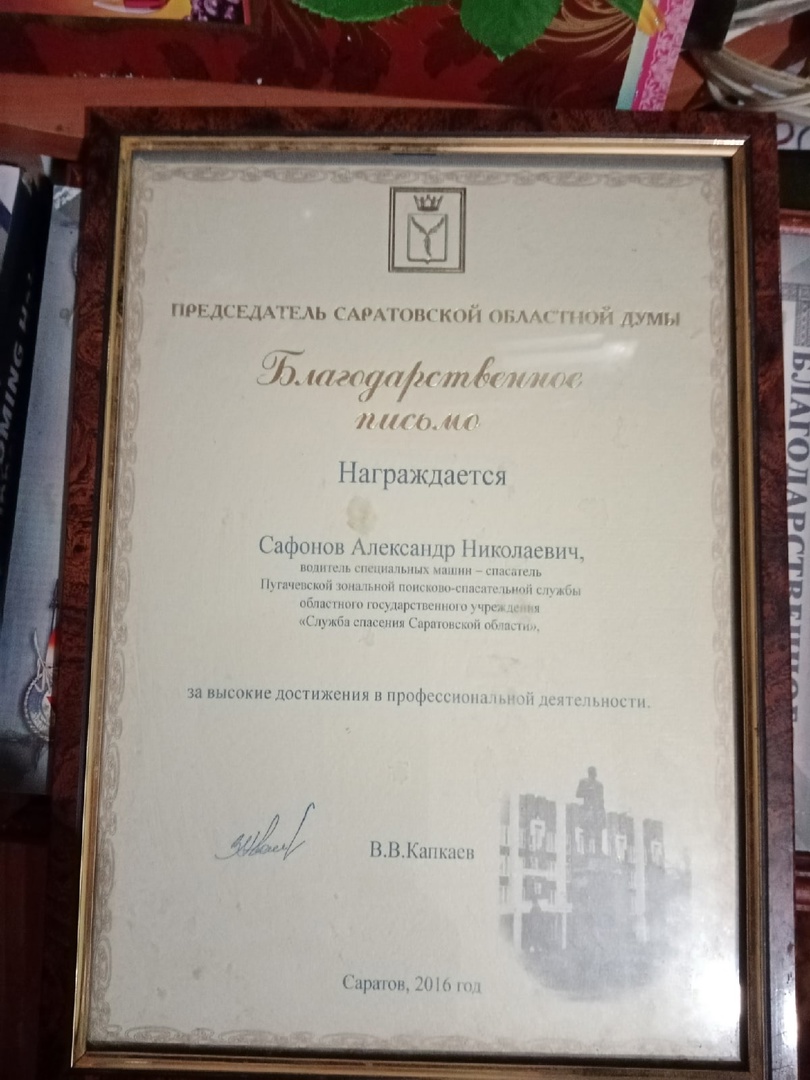 ПРЕДСЕДАТЕЛЬ САРАТОВСКОЙ ОБЛАСТНОЙ ДУМЫ
Благодарственное
письмо
Награждается
Сафонов Александр Николаевич,
водитель специальных машин – спасатель
Пугачевской зональной поисково-спасательной службы
областного государственного учреждения
«Служба спасения Саратовской области»,
за высокие достижения в профессиональной деятельности.
В.В.Капкаев
Саратов, 2016 год
БЛАГОДАРСТВЕННОЕ